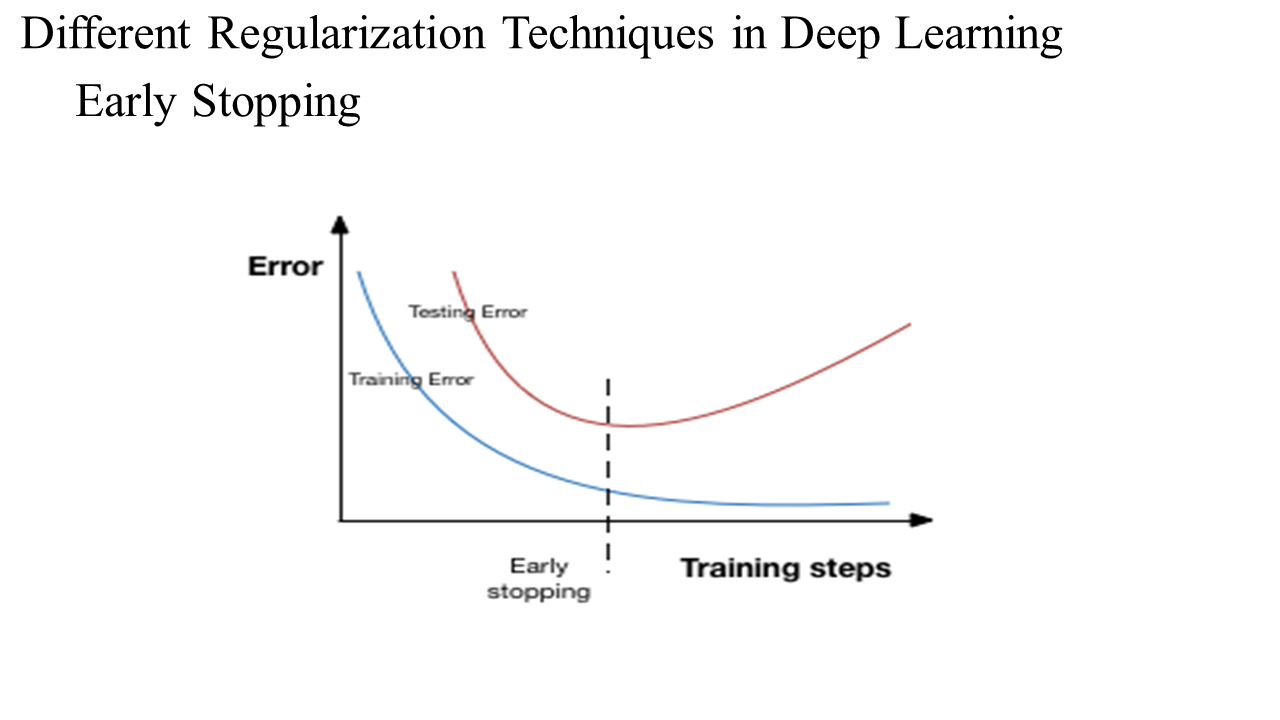 Different Regularization Techniques in Deep Learning
Early Stopping
Error
Testing Error
Training Error
Early
stopping
Training steps